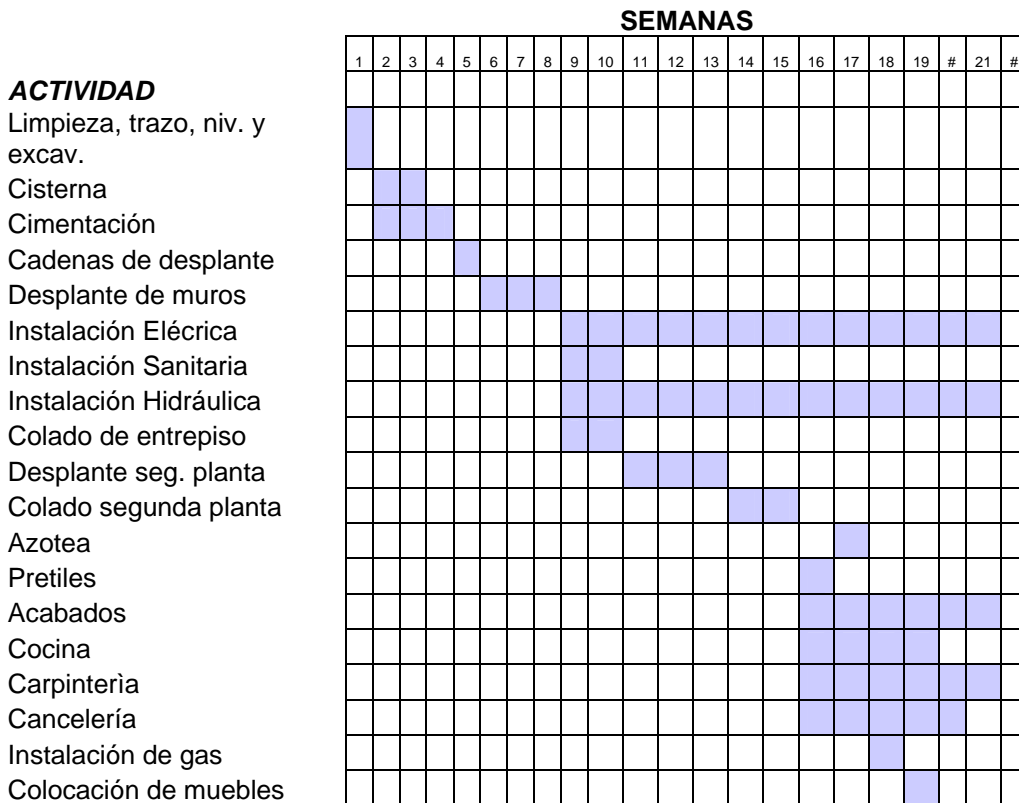 SEMANAS
1 2 3 4 5 6 7 8 9 10 11 12 13 14 15 16 17 18 19 # 21 #
ACTIVIDAD
Limpieza, trazo, niv. y
excav.
Cisterna
Cimentación
Cadenas de desplante
Desplante de muros
Instalación Elécrica
Instalación Sanitaria
Instalación Hidráulica
Colado de entrepiso
Desplante seg. planta
Colado segunda planta
Azotea
Pretiles
Acabados
Cocina
Carpinterìa
Cancelería
Instalación de gas
Colocación de muebles